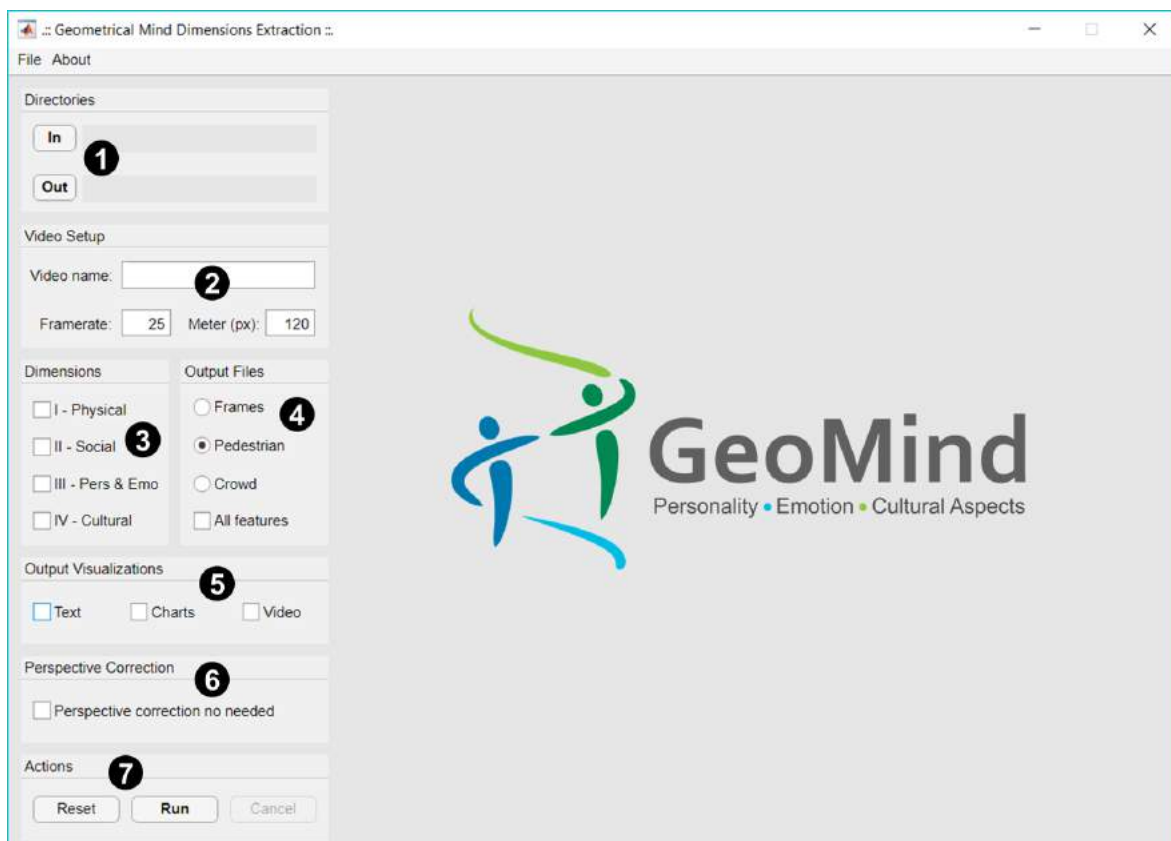 .:: Geometrical Mind Dimensions Extraction ::.
File About
Directories
In
1
Out
Video Setup
Video name:
2
Framerate: 25 Meter (px): 120
Dimensions
I - Physical
II - Social
3
III - Pers & Emo
IV - Cultural
Output Files
Frames
4
Pedestrian
Crowd
All features
Output Visualizations
5
Text Charts Video
Perspective Correction
6
Perspective correction no needed
Actions
7
Reset Run Cancel
GeoMind
Personality • Emotion • Cultural Aspects